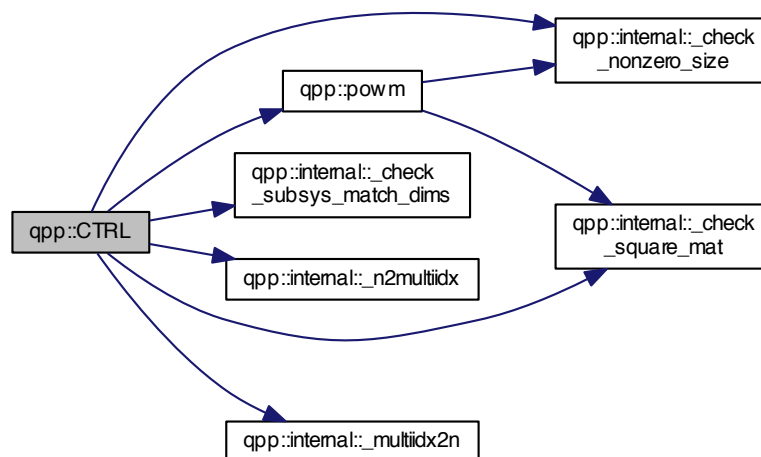 qpp::CTRL
qpp::powm
qpp::internal::_check
_subsys_match_dims
qpp::internal::_n2multiidx
qpp::internal::_multiidx2n
qpp::internal::_check
_nonzero_size
qpp::internal::_check
_square_mat